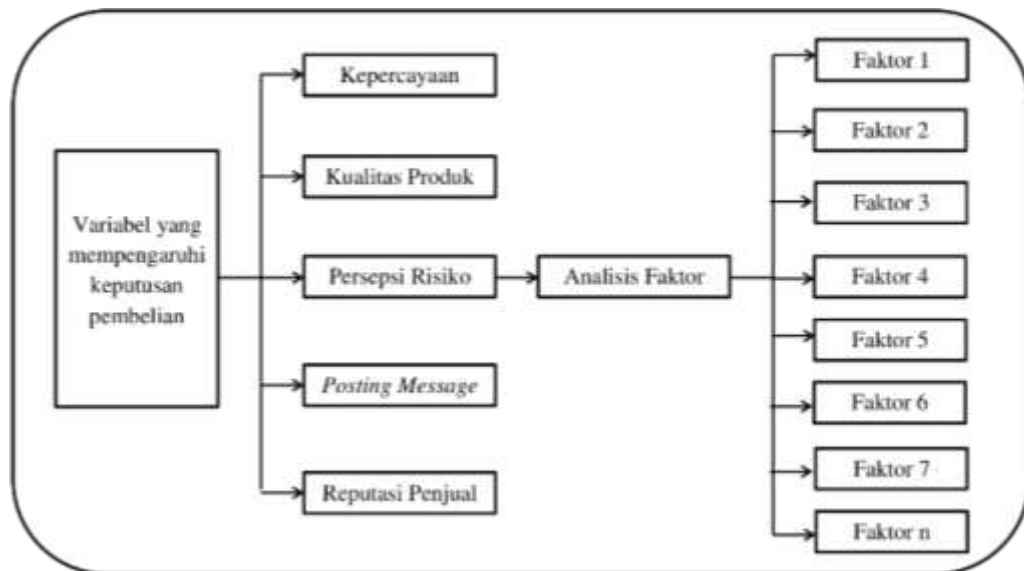 Variabel yang
mempengaruhi
keputusan
pembelian
Kepercayaan
Kualitas Produk
Persepsi Risiko
Posting Message
Reputasi Penjual
Analisis Faktor
Faktor 1
Faktor 2
Faktor 3
Faktor 4
Faktor 5
Faktor 6
Faktor 7
Faktor n